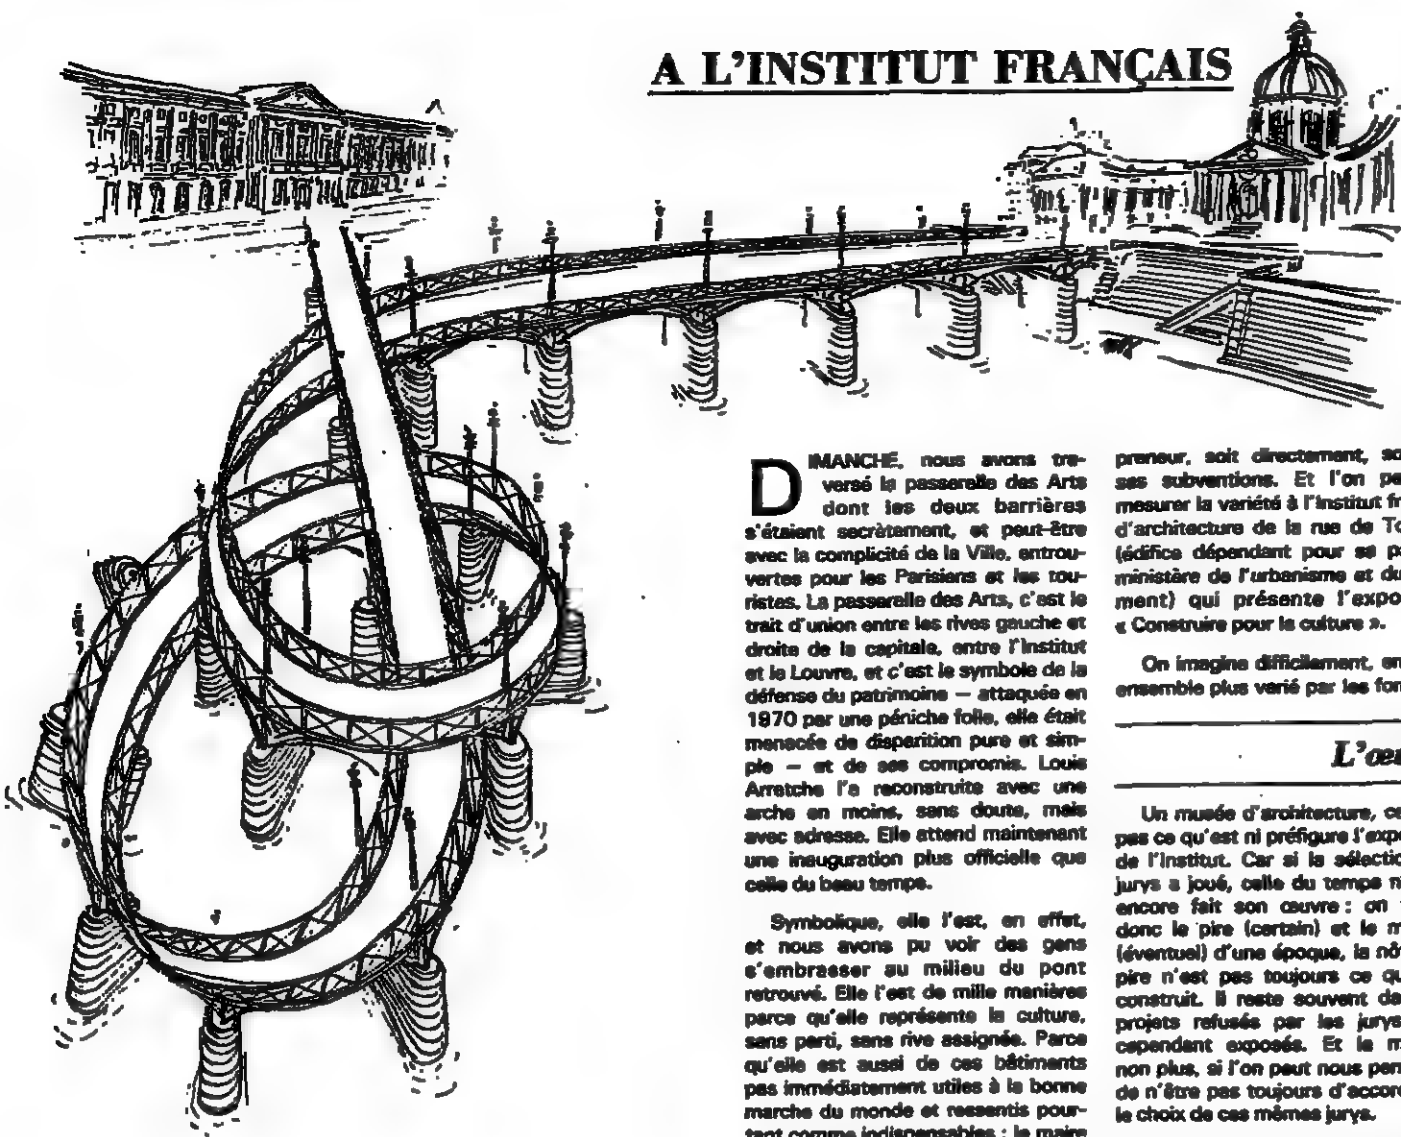 A L'INSTITUT FRANÇAIS
DIMANCHE, nous avons tra-
versé la passerelle des Arts
dont les deux barrières
s'étaient secrètement, et peut-être
avec la complicité de la Ville, entrou-
vertes pour les Parisiens et les tou-
ristes. La passerelle des Arts, c'est le
trait d'union entre les rives gauche et
droite de la capitale, entre l'Institut
et le Louvre, et c'est le symbole de la
défense du patrimoine — attaquée en
1970 par une péniche folle, elle était
menacée de disparition pure et sim-
ple — et de ses compromis. Louis
Arretche l'a reconstruite avec une
arche en moins, sans doute, mais
avec adresse. Elle attend maintenant
une inauguration plus officielle que
celle du beau temps.
Symbolique, elle l'est, en effet,
et nous avons pu voir des gens
s'embrasser au milieu du pont
retrouvé. Elle l'est de mille manières
parce qu'elle représente la culture,
sans parti, sans rive assignée. Parce
qu'elle est aussi de ces bâtiments
pas immédiatement utiles à la bonne
marche du monde et ressentis pour-
tant comme indispensables : le maire
preneur, soit directement, so
ses subventions. Et l'on pe
mesurer la variété à l'Institut fr
d'architecture de la rue de To
(édifice dépendant pour sa pa
ministère de l'urbanisme et du
ment) qui présente l'expo
« Construire pour la culture ».
On imagine difficilement, en
ensemble plus varié par les fon
L'œu
Un musée d'architecture, ce
pas ce qu'est ni préfigure l'expo
de l'Institut. Car si la sélectio
jurys a joué, celle du temps n'
encore fait son œuvre : on
donc le pire (certain) et le m
(éventuel) d'une époque, la nô
pire n'est pas toujours ce qu
construit. Il reste souvent da
projets refusés par les jurys
cependant exposés. Et le m
non plus, si l'on peut nous pen
de n'être pas toujours d'accord
le choix de ces mêmes jurys.